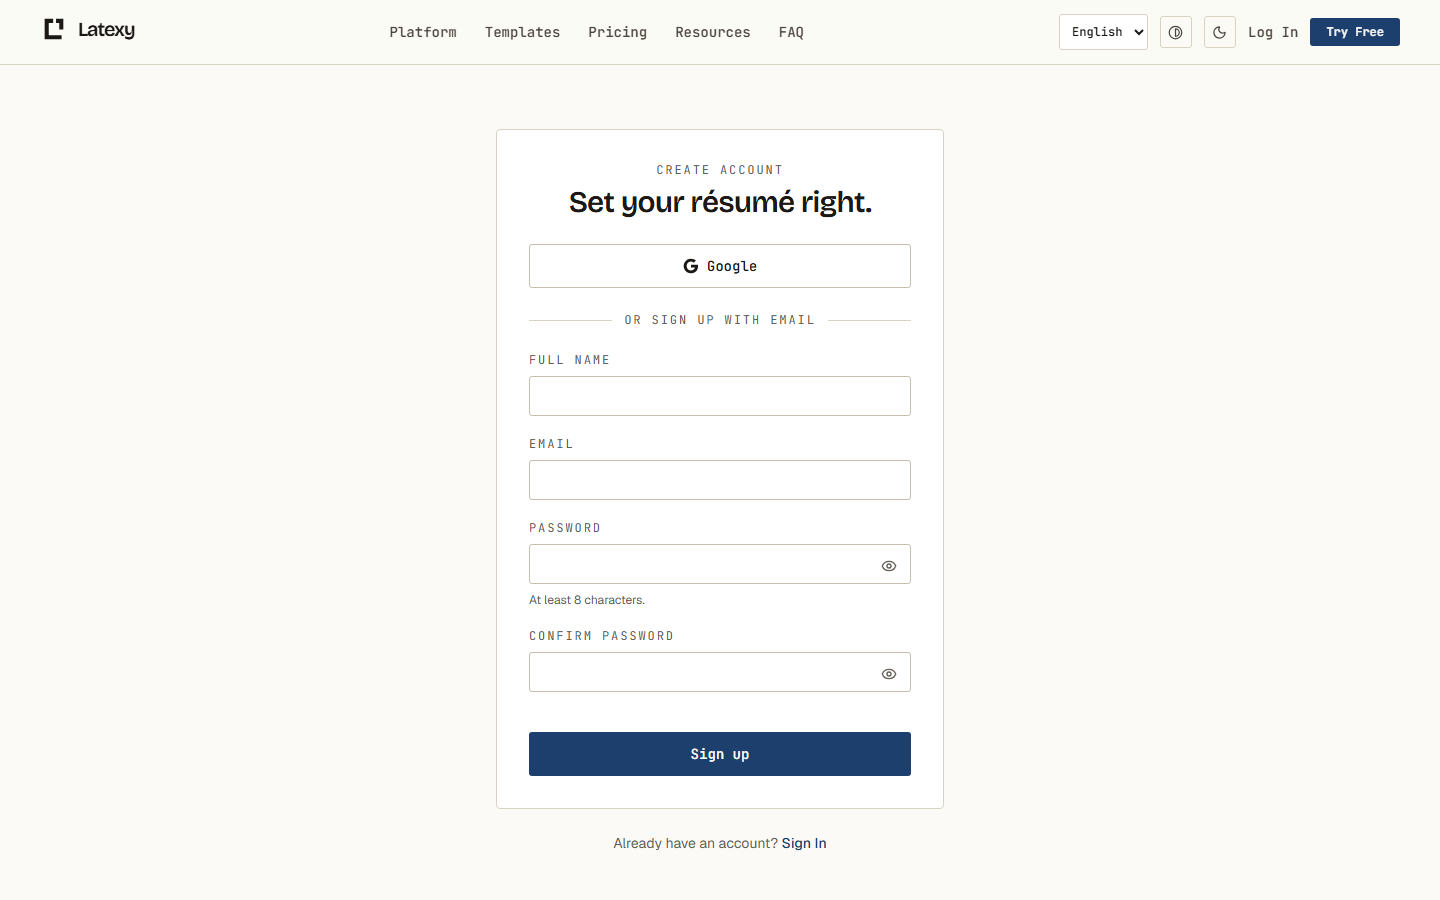 Latexy
Platform Templates Pricing Resources FAQ
English
Log In
Try Free
CREATE ACCOUNT
Set your résumé right.
Google
OR SIGN UP WITH EMAIL
FULL NAME
EMAIL
PASSWORD
At least 8 characters.
CONFIRM PASSWORD
Sign up
Already have an account? Sign In